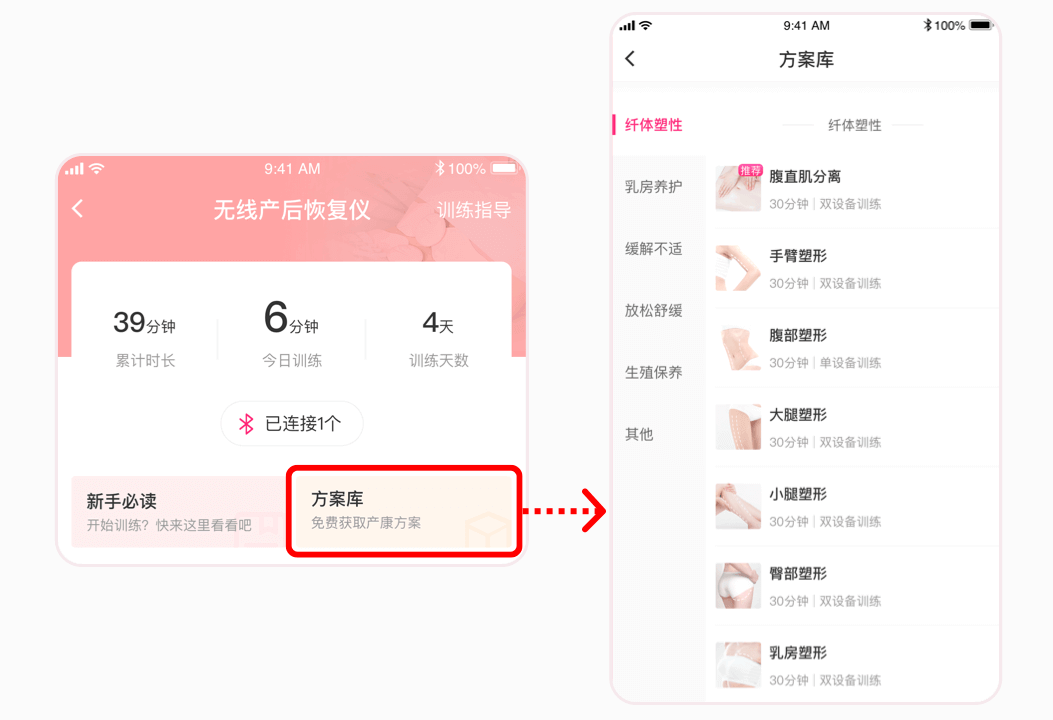 9:41 AM
100%
无线产后恢复仪
训练指导
39分钟
6分钟
4天
累计时长
今日训练
训练天数
已连接1个
新手必读
开始训练？快来这里看看吧
方案库
免费获取产康方案
9:41 AM
100%
方案库
纤体塑性
乳房养护
缓解不适
放松舒缓
生殖保养
其他
纤体塑性
推荐
腹直肌分离
30分钟 | 双设备训练
手臂塑形
30分钟 | 双设备训练
腹部塑形
30分钟 | 单设备训练
大腿塑形
30分钟 | 双设备训练
小腿塑形
30分钟 | 双设备训练
臀部塑形
30分钟 | 双设备训练
乳房塑形
30分钟 | 双设备训练